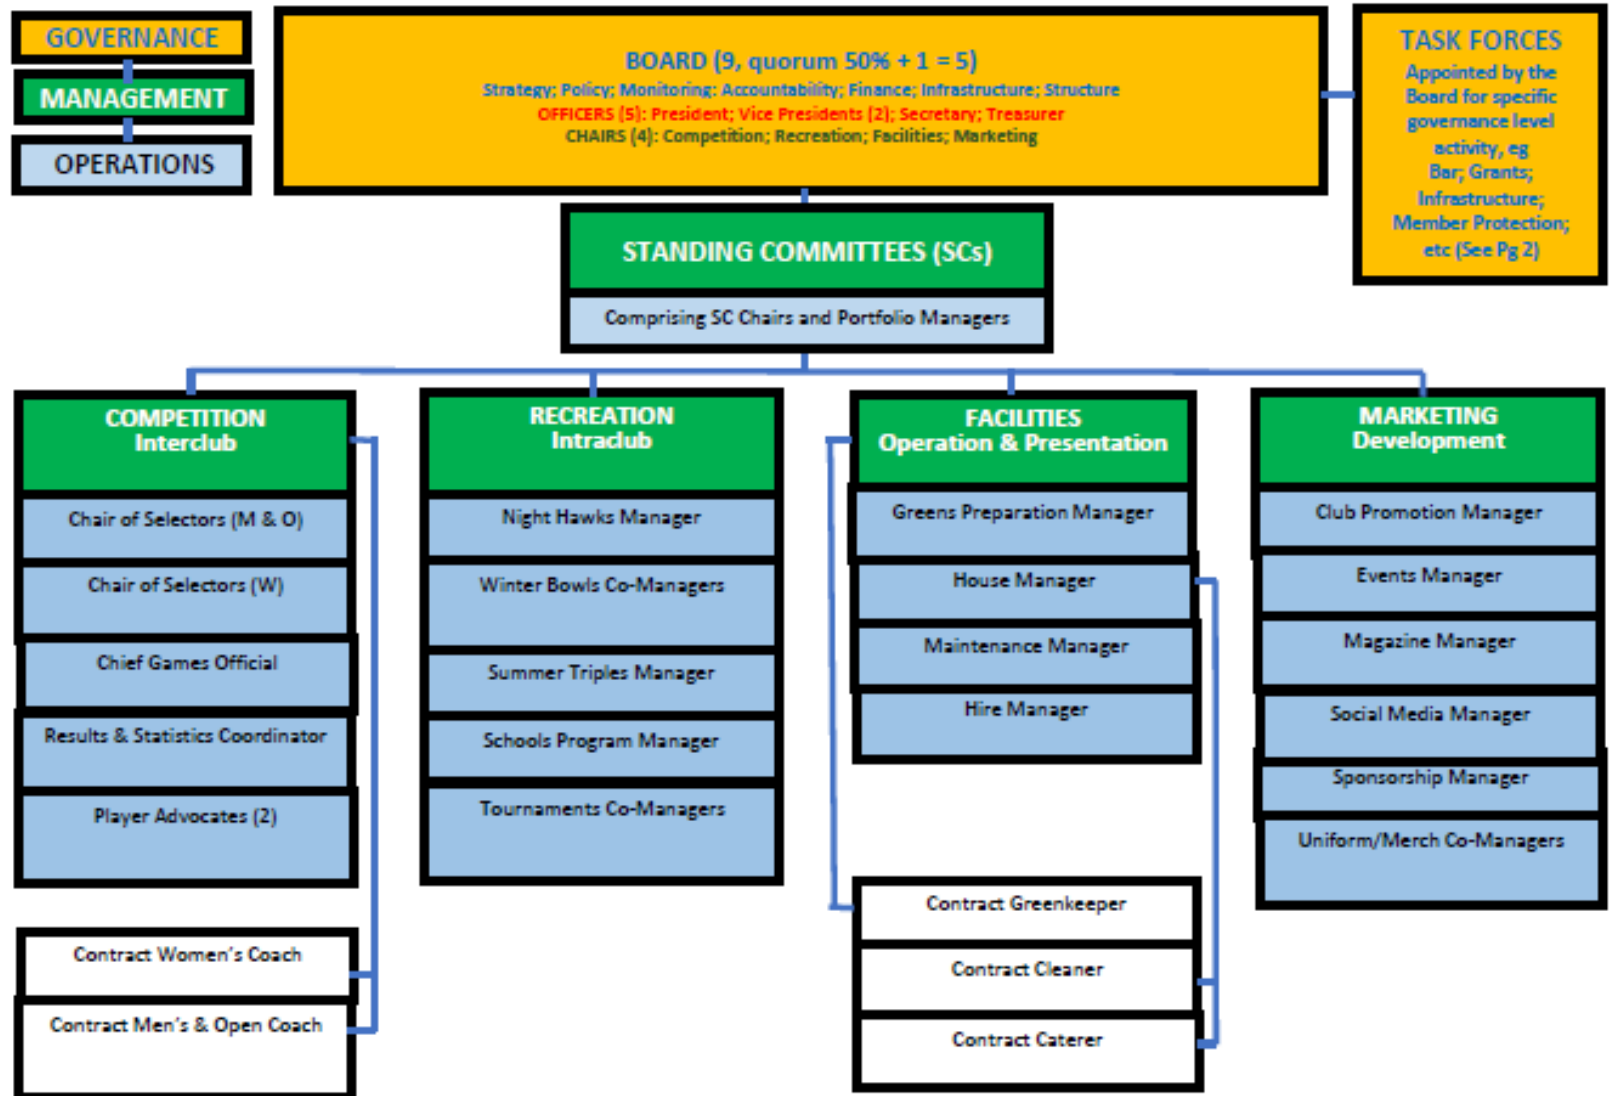 GOVERNANCE
MANAGEMENT
OPERATIONS
BOARD (9, quorum 50% + 1 = 5)
Strategy; Policy; Monitoring: Accountability; Finance; Infrastructure; Structure
OFFICERS (5): President; Vice Presidents (2); Secretary; Treasurer
CHAIRS (4): Competition; Recreation; Facilities; Marketing
TASK FORCES
Appointed by the
Board for specific
governance level
activity, eg
Bar; Grants;
Infrastructure;
Member Protection;
etc (See Pg 2)
STANDING COMMITTEES (SCs)
Comprising SC Chairs and Portfolio Managers
COMPETITION
Interclub
Chair of Selectors (M & O)
Chair of Selectors (W)
Chief Games Official
Results & Statistics Coordinator
Player Advocates (2)
Contract Women's Coach
Contract Men's & Open Coach
RECREATION
Intraclub
Night Hawks Manager
Winter Bowls Co-Managers
Summer Triples Manager
Schools Program Manager
Tournaments Co-Managers
FACILITIES
Operation & Presentation
Greens Preparation Manager
House Manager
Maintenance Manager
Hire Manager
Contract Greenkeeper
Contract Cleaner
Contract Caterer
MARKETING
Development
Club Promotion Manager
Events Manager
Magazine Manager
Social Media Manager
Sponsorship Manager
Uniform/Merch Co-Managers